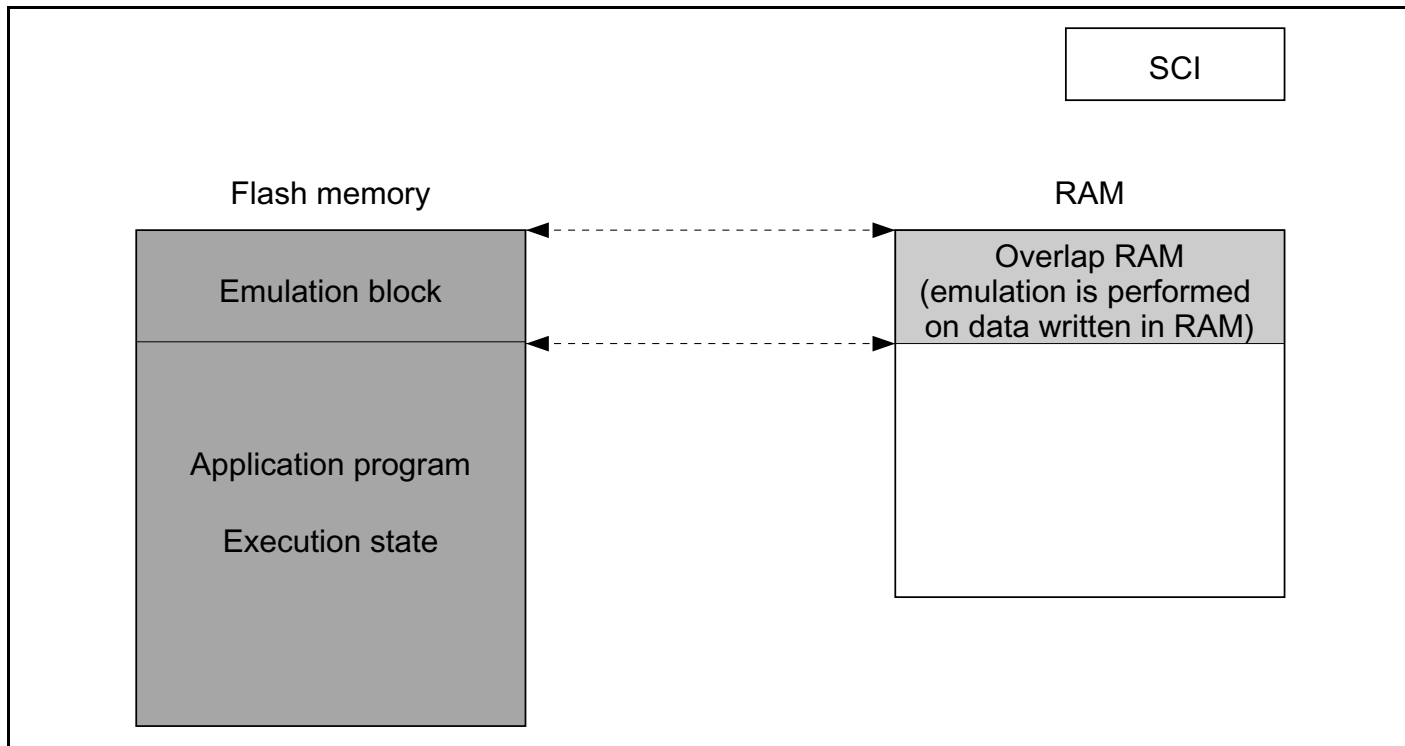 SCI
Flash memory
RAM
Emulation block
Overlap RAM
(emulation is performed
on data written in RAM)
Application program
Execution state